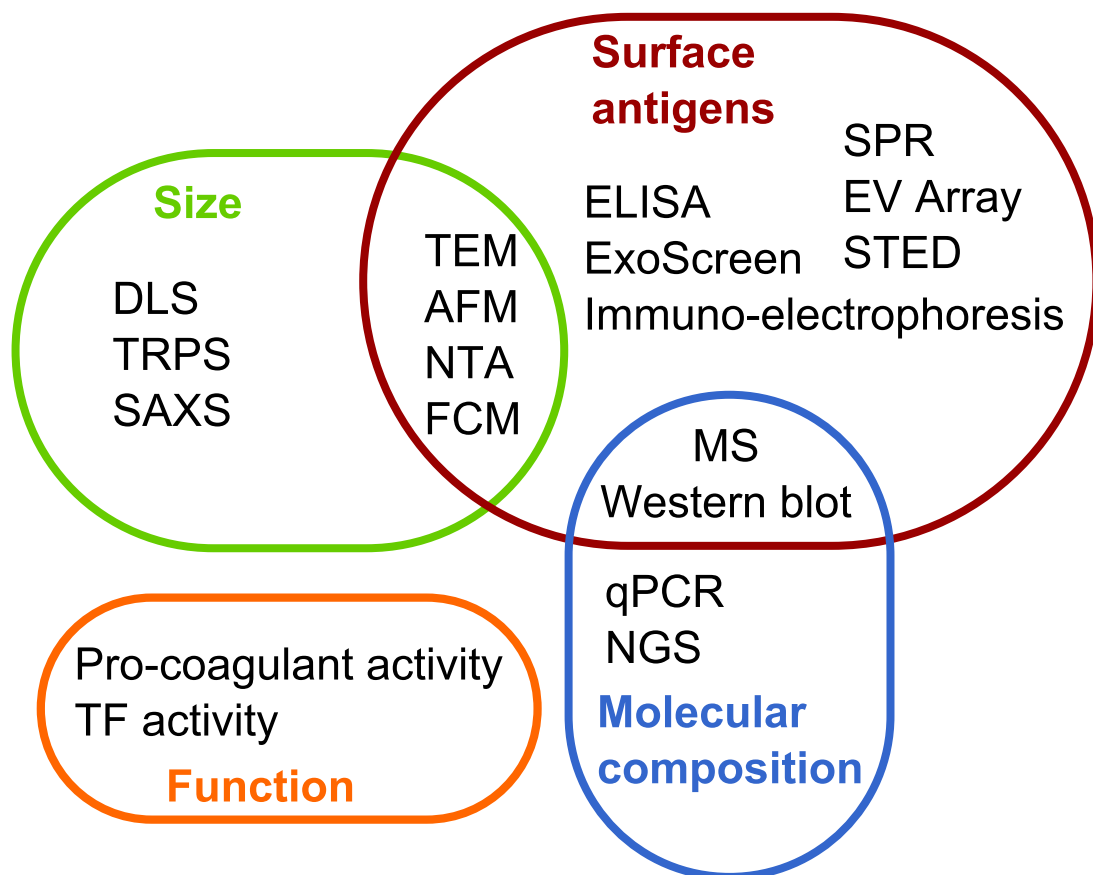 Surface
antigens
SPR
EV Array
STED
ELISA
ExoScreen
Immuno-electrophoresis
Size
DLS
TRPS
SAXS
TEM
AFM
NTA
FCM
MS
Western blot
qPCR
NGS
Molecular
composition
Pro-coagulant activity
TF activity
Function